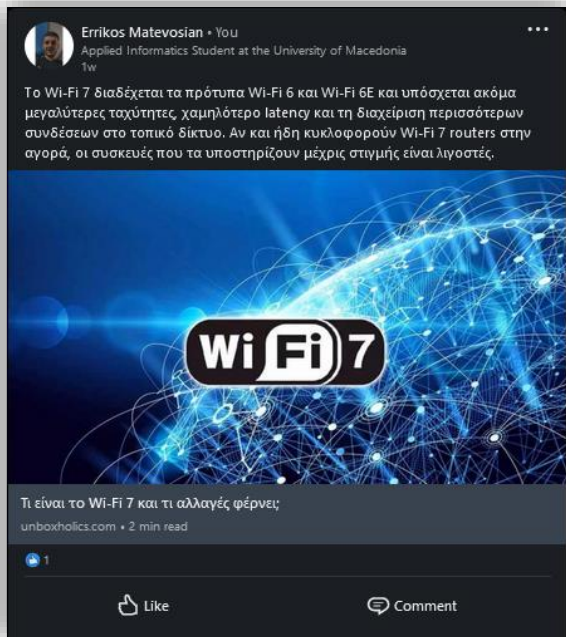 Errikos Matevosian • You
Applied Informatics Student at the University of Macedonia
1w
Το Wi-Fi 7 διαδέχεται τα πρότυπα Wi-Fi 6 και Wi-Fi 6E και υπόσχεται ακόμα
μεγαλύτερες ταχύτητες, χαμηλότερο latency και τη διαχείριση περισσότερων
συνδέσεων στο τοπικό δίκτυο. Αν και ήδη κυκλοφορούν Wi-Fi 7 routers στην
αγορά, οι συσκευές που τα υποστηρίζουν μέχρις στιγμής είναι λιγοστές.
Wi Fi 7
Τι είναι το Wi-Fi 7 και τι αλλαγές φέρνει;
unboxholics.com • 2 min read
1
Like
Comment